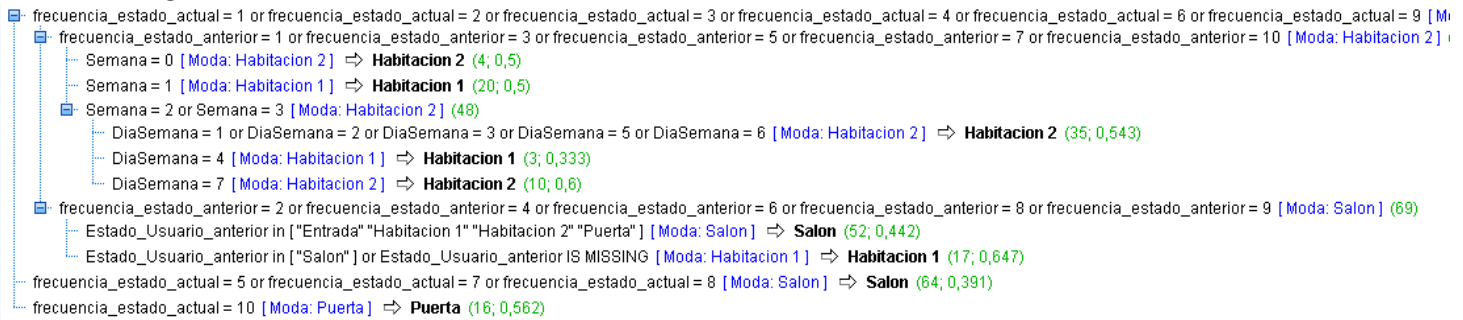 frecuencia_estado_actual = 1 or frecuencia_estado_actual = 2 or frecuencia_estado_actual = 3 or frecuencia_estado_actual = 4 or frecuencia_estado_actual = 6 or frecuencia_estado_actual = 9 [
frecuencia_estado_anterior = 1 or frecuencia_estado_anterior = 3 or frecuencia_estado_anterior = 5 or frecuencia_estado_anterior = 7 or frecuencia_estado_anterior = 10 [ Moda: Habitacion 2 ]
Semana = 0 [ Moda: Habitacion 2 ] ⇨ Habitacion 2 (4; 0,5)
Semana = 1 [ Moda: Habitacion 1 ] ⇨ Habitacion 1 (20; 0,5)
Semana = 2 or Semana = 3 [ Moda: Habitacion 2 ] (48)
DiaSemana = 1 or DiaSemana = 2 or DiaSemana = 3 or DiaSemana = 5 or DiaSemana = 6 [ Moda: Habitacion 2 ] ⇨ Habitacion 2 (35; 0,543)
DiaSemana = 4 [ Moda: Habitacion 1 ] ⇨ Habitacion 1 (3; 0,333)
DiaSemana = 7 [ Moda: Habitacion 2 ] ⇨ Habitacion 2 (10; 0,6)
frecuencia_estado_anterior = 2 or frecuencia_estado_anterior = 4 or frecuencia_estado_anterior = 6 or frecuencia_estado_anterior = 8 or frecuencia_estado_anterior = 9 [ Moda: Salon ] (69)
Estado_Usuario_anterior in [ "Entrada" "Habitacion 1" "Habitacion 2" "Puerta" ] [ Moda: Salon ] ⇨ Salon (52; 0,442)
Estado_Usuario_anterior in [ "Salon" ] or Estado_Usuario_anterior IS MISSING [ Moda: Habitacion 1 ] ⇨ Habitacion 1 (17; 0,647)
frecuencia_estado_actual = 5 or frecuencia_estado_actual = 7 or frecuencia_estado_actual = 8 [ Moda: Salon ] ⇨ Salon (64; 0,391)
frecuencia_estado_actual = 10 [ Moda: Puerta ] ⇨ Puerta (16; 0,562)